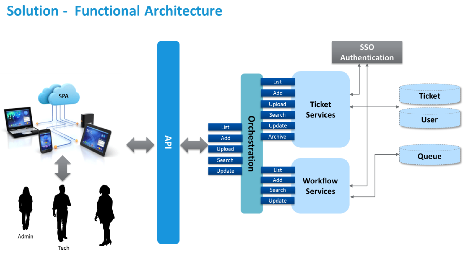 Solution -  Functional Architecture
SPA
Admin
Tech
API
List
Add
Upload
Search
Update
Orchestration
List
Add
Upload
Search
Update
Archive
Ticket
Services
List
Add
Search
Update
Workflow
Services
SSO
Authentication
Ticket
User
Queue